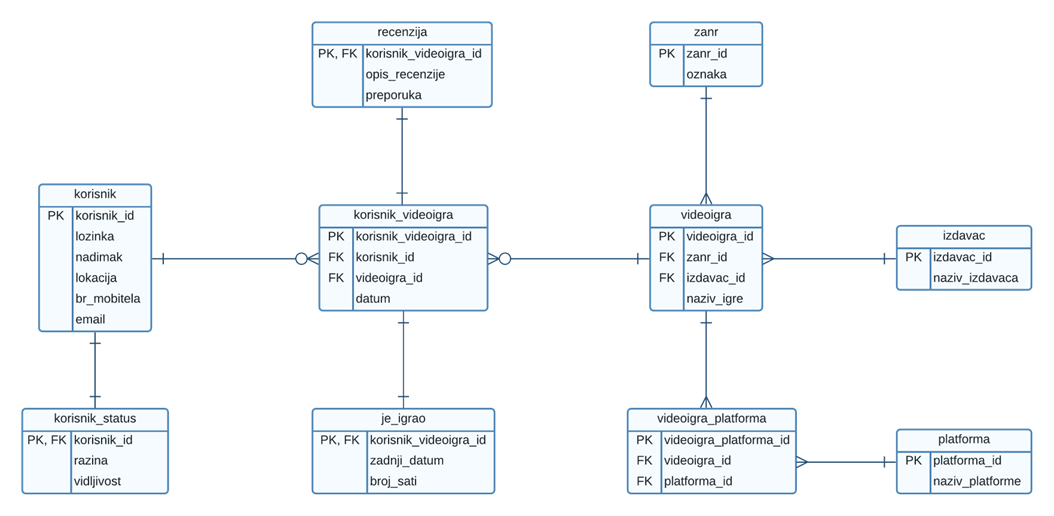 recenzija
PK, FK korisnik_videoigra_id
opis_recenzije
preporuka
zanr
PK zanr_id
oznaka
korisnik
PK korisnik_id
lozinka
nadimak
lokacija
br_mobitela
email
korisnik_videoigra
PK korisnik_videoigra_id
FK korisnik_id
FK videoigra_id
datum
videoigra
PK videoigra_id
FK zanr_id
FK izdavac_id
naziv_igre
izdavac
PK izdavac_id
naziv_izdavaca
korisnik_status
PK, FK korisnik_id
razina
vidljivost
je_igrao
PK, FK korisnik_videoigra_id
zadnji_datum
broj_sati
videoigra_platforma
PK videoigra_platforma_id
FK videoigra_id
FK platforma_id
platforma
PK platforma_id
naziv_platforme